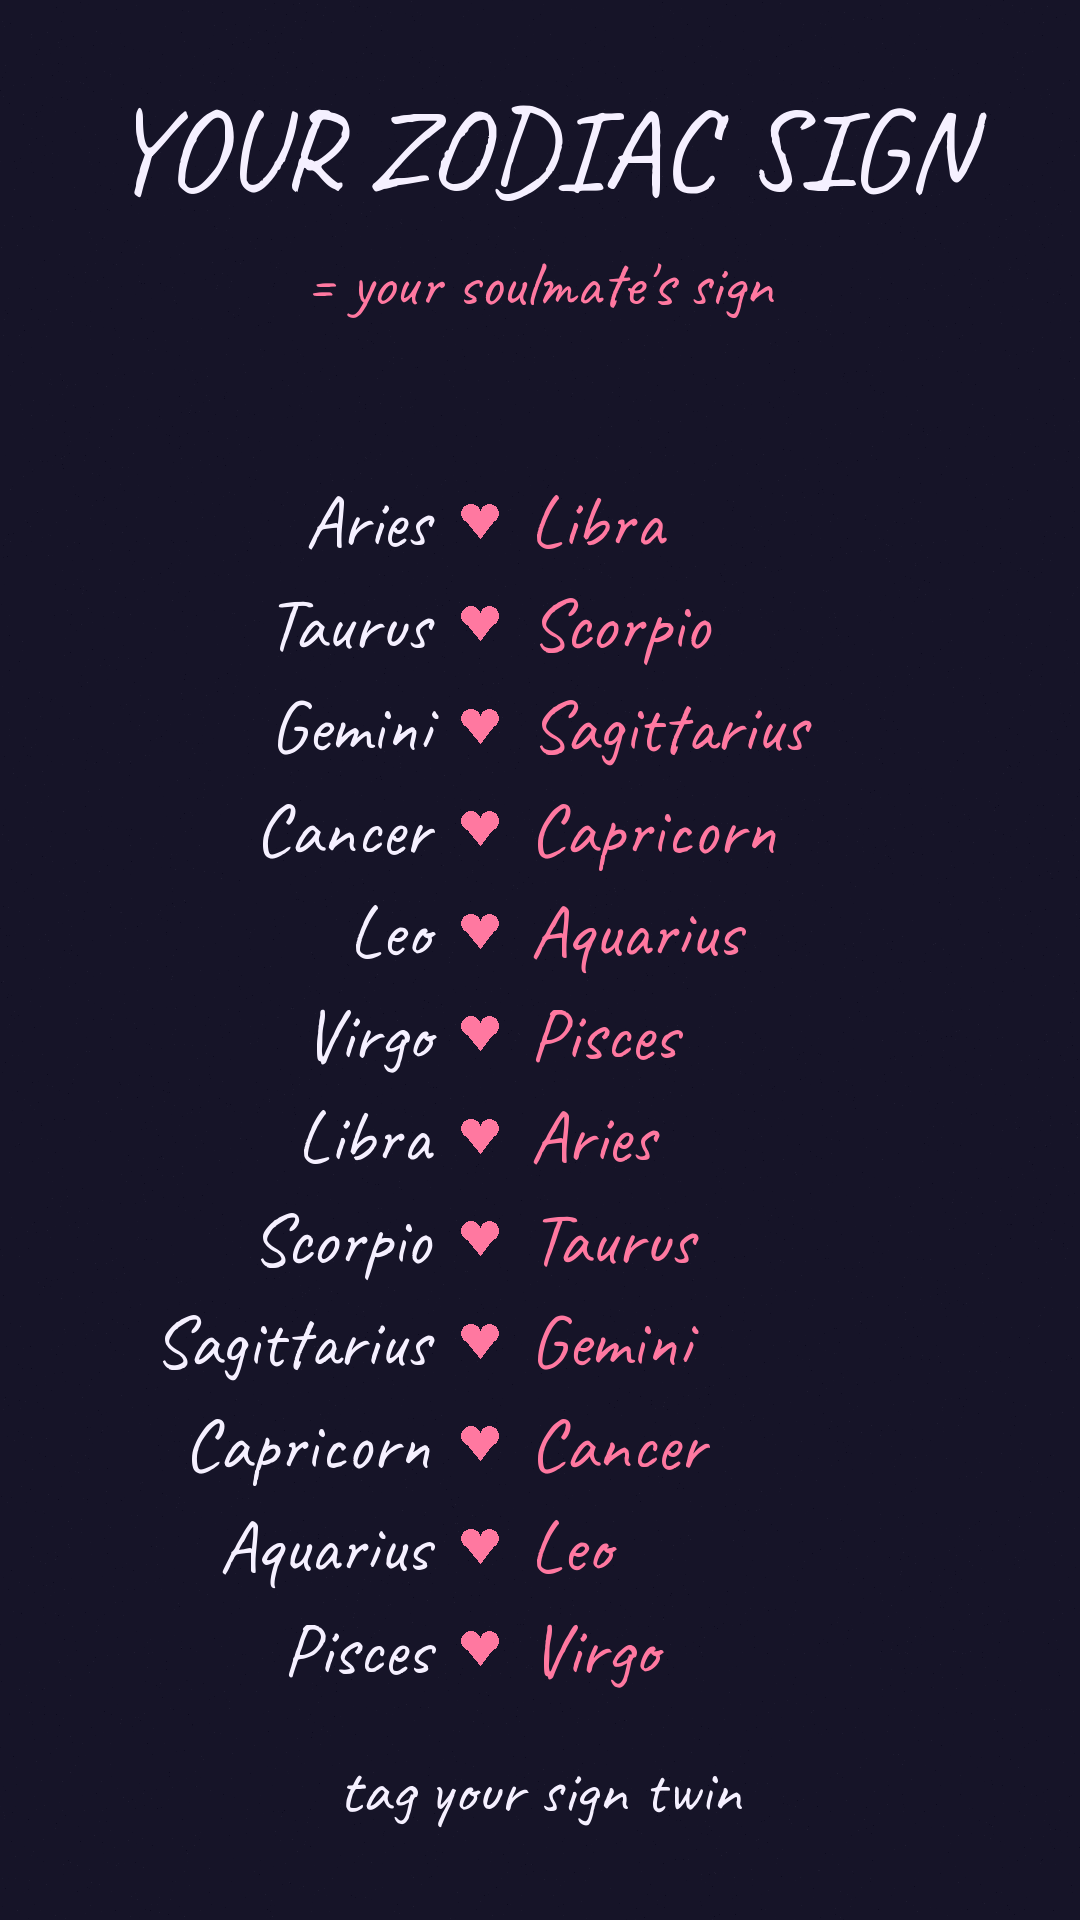 YOUR ZODIAC SIGN
= your soulmate's sign
Aries ♥ Libra
Taurus ♥ Scorpio
Gemini ♥ Sagittarius
Cancer ♥ Capricorn
Leo ♥ Aquarius
Virgo ♥ Pisces
Libra ♥ Aries
Scorpio ♥ Taurus
Sagittarius ♥ Gemini
Capricorn ♥ Cancer
Aquarius ♥ Leo
Pisces ♥ Virgo
tag your sign twin